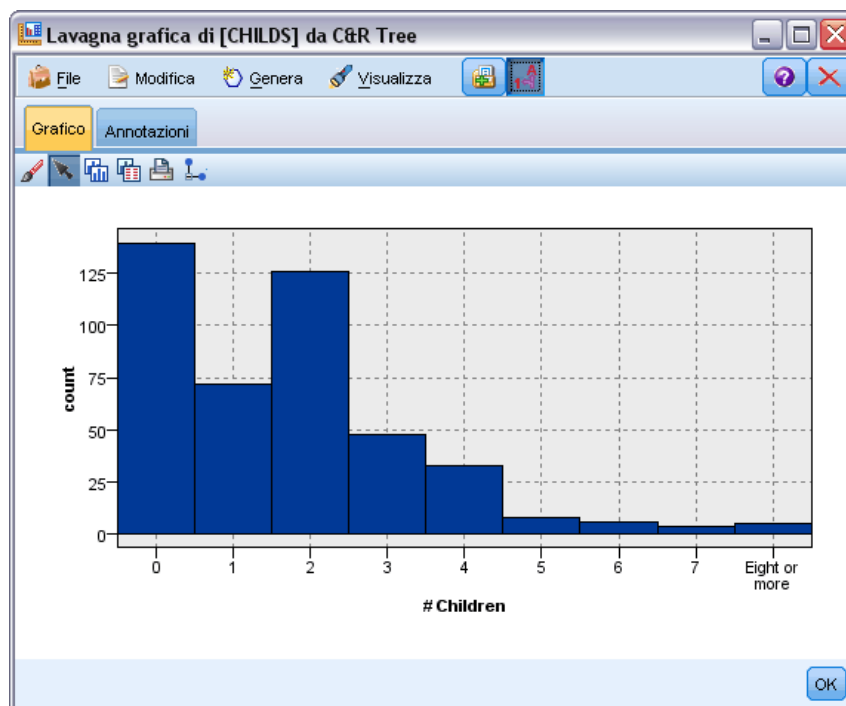 Lavagna grafica di [CHILDS] da C&R Tree
File Modifica Genera Visualizza
Grafico Annotazioni
125
100
75
50
25
0
count
0 1 2 3 4 5 6 7 Eight or
more
# Children
OK